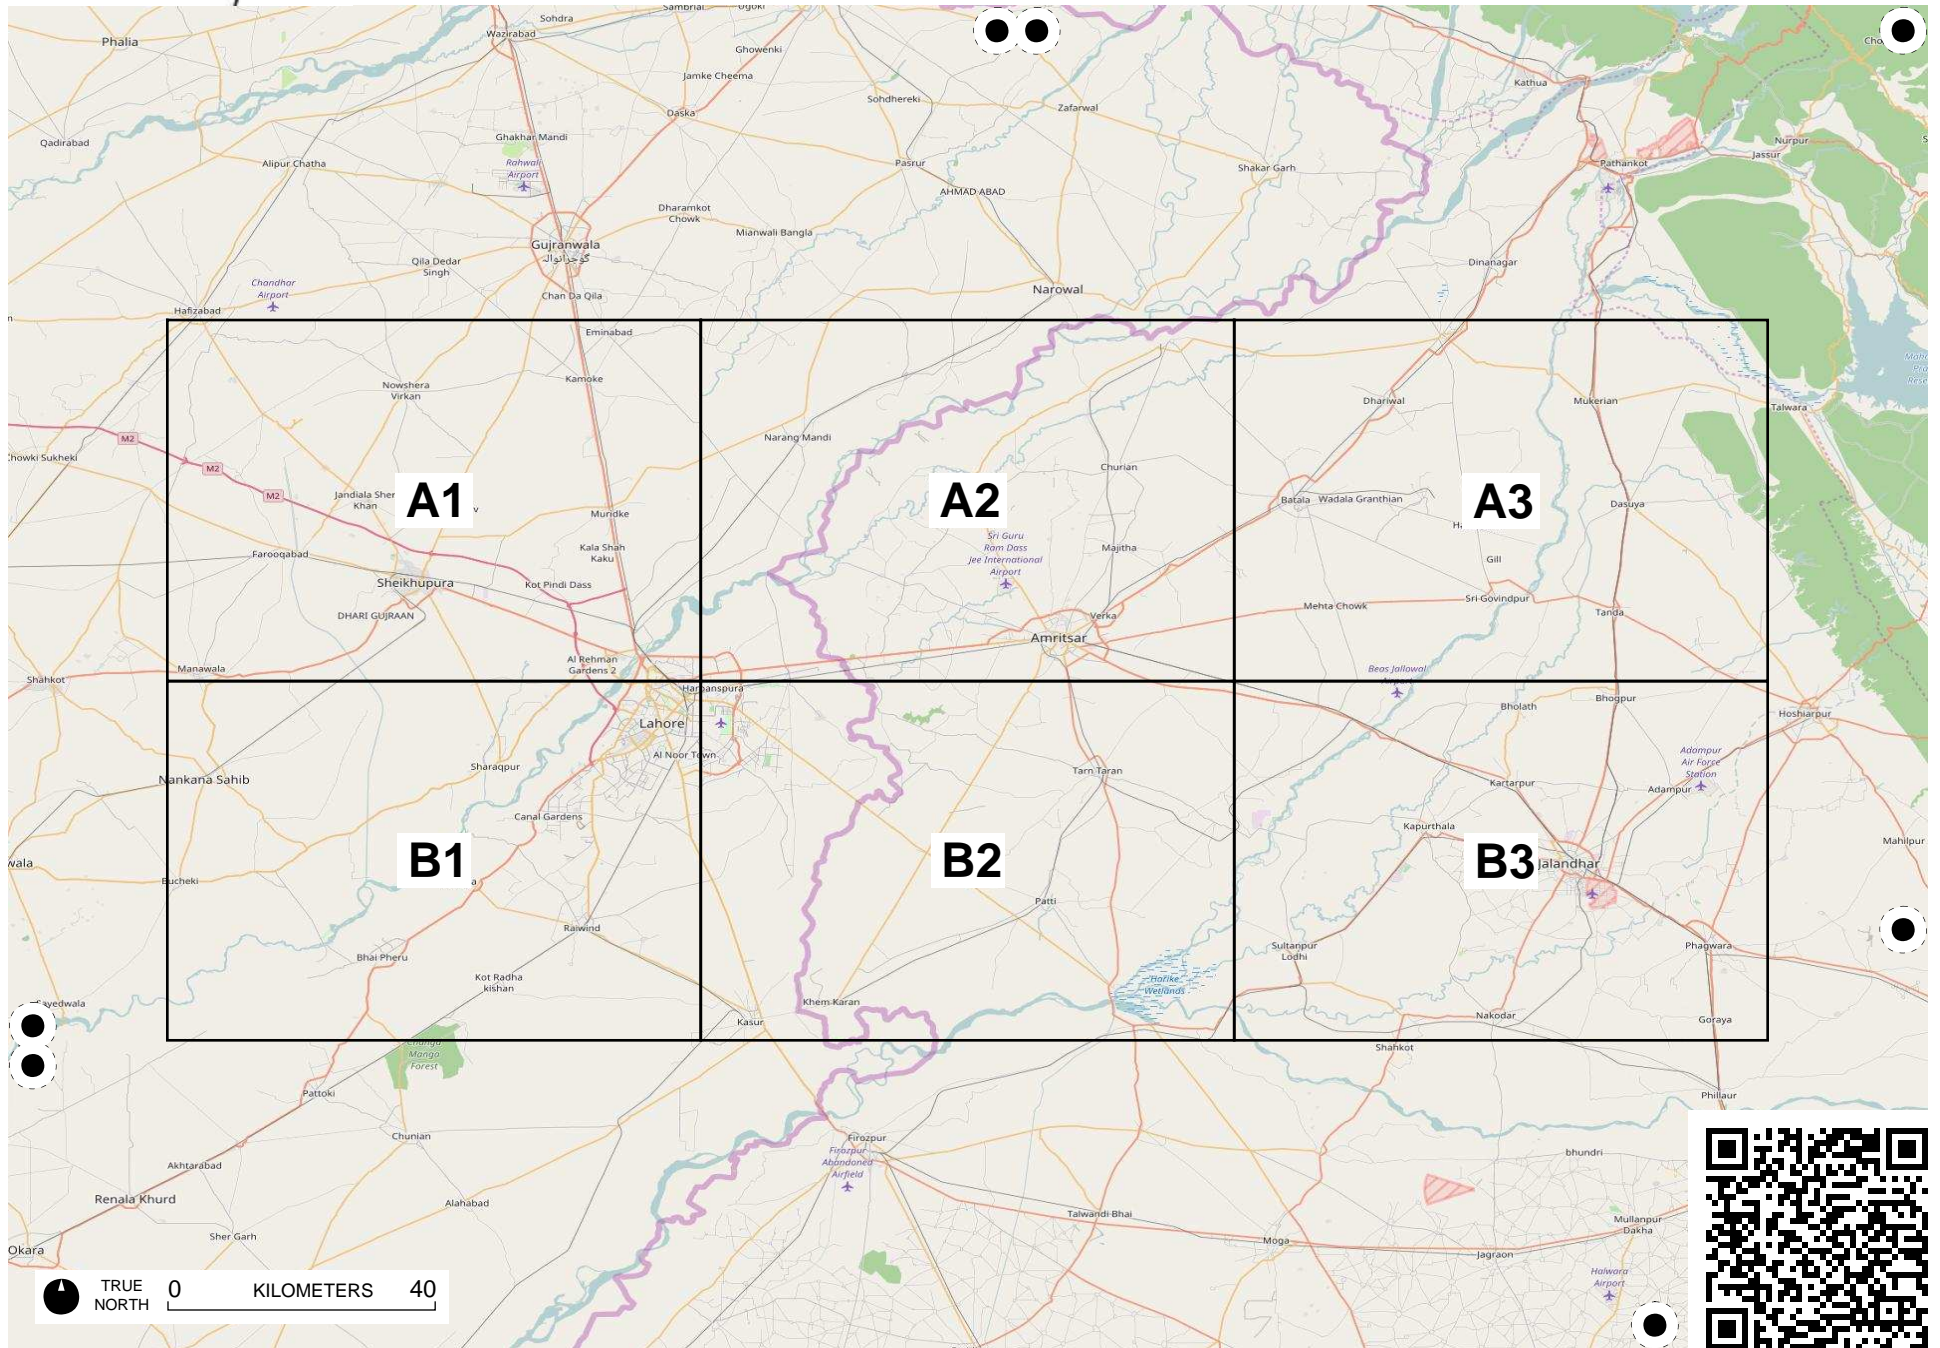 Sambrial
Sohdra
Wazirabad
Phalia
Ghowenki
Jamke Cheema
Kathua
Sohdhereki
Zafarwal
Daska
Qadirabad
Ghakhar Mandi
Nurpur
Alipur Chatha
Rahwali
Airport
Pasrur
Shakar Garh
Pathankot
Jassur
AHMAD ABAD
Dharamkot
Chowk
Mianwali Bangla
Gujranwala
گوجرانوالہ
Qila Dedar
Singh
Dinanagar
Chandhar
Airport
Chan Da Qila
Narowal
Hafizabad
Eminabad
Kamoke
Nowshera
Virkan
Dhariwal
Mukerian
Talwara
M2
Narang Mandi
Chowki Sukheki
M2
Churian
M2
Jandiala Sher
Khan
A1
A2
Batala
Wadala Granthian
A3
Dasuya
Muridke
Sri Guru
Ram Dass
Jee International
Airport
Majitha
Farooqabad
Kala Shah
Kaku
Gill
Sheikhupura
Kot Pindi Dass
DHARI GUJRAAN
Mehta Chowk
Sri Govindpur
Tanda
Verka
Amritsar
Manawala
Al Rehman
Gardens 2
Beas Jallowal
Airport
Shahkot
Harbanspura
Bhogpur
Bholath
Lahore
Hoshiarpur
Al Noor Town
Sharaqpur
Nankana Sahib
Tarn Taran
Kartarpur
Adampur
Air Force
Station
Adampur
Canal Gardens
Kapurthala
Mahilpur
wala
B1
B2
B3
Jalandhar
Bucheki
Patti
Raiwind
Sultanpur
Lodhi
Phagwara
Bhai Pheru
Kot Radha
kishan
Harike
Wetlands
Sayedwala
Khem Karan
Kasur
Nakodar
Goraya
Changa
Manga
Forest
Shahkot
Pattoki
Phillaur
Chunian
Firozpur
Firozpur
Abandoned
Airfield
bhundri
Akhtarabad
Renala Khurd
Alahabad
Talwandi Bhai
Mullanpur
Dakha
Sher Garh
Okara
Moga
Jagraon
Halwara
Airport
TRUE
NORTH
0 KILOMETERS 40